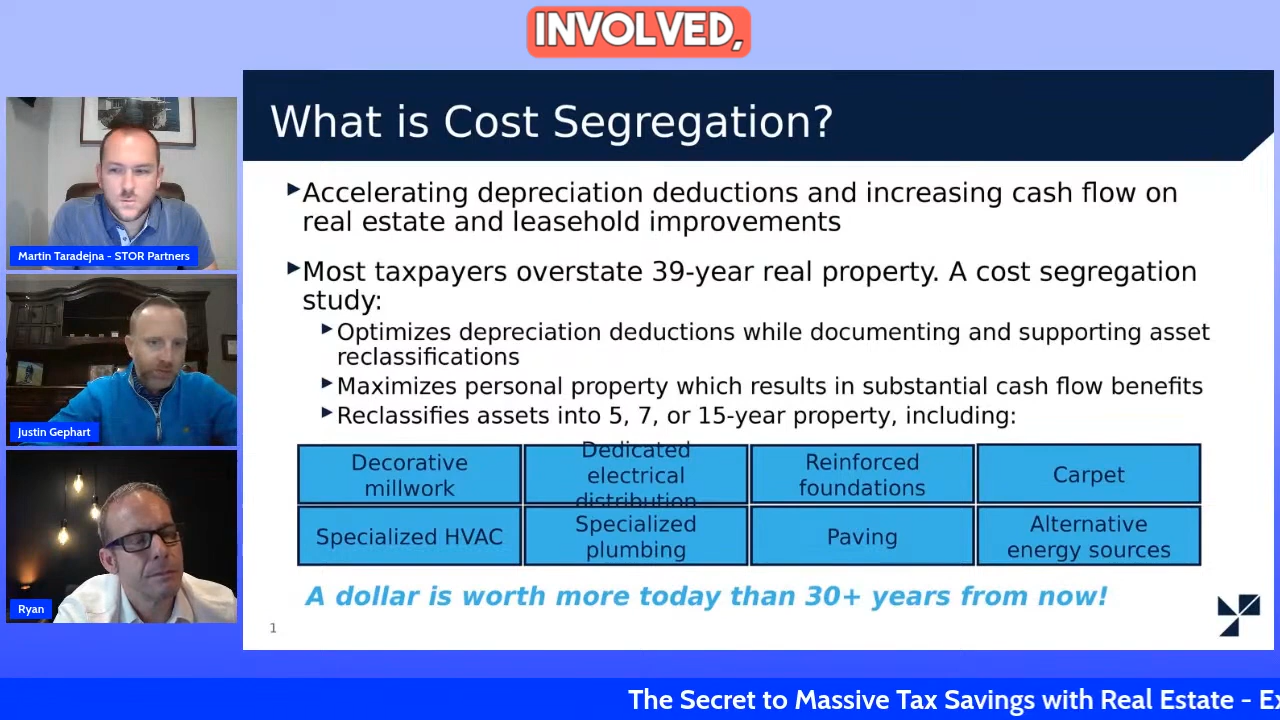 INVOLVED,
What is Cost Segregation?
Accelerating depreciation deductions and increasing cash flow on
real estate and leasehold improvements
Most taxpayers overstate 39-year real property. A cost segregation
study:
Optimizes depreciation deductions while documenting and supporting asset
reclassifications
Maximizes personal property which results in substantial cash flow benefits
Reclassifies assets into 5, 7, or 15-year property, including:
Decorative
millwork
Dedicated
electrical
distribution
Reinforced
foundations
Carpet
Specialized HVAC
Specialized
plumbing
Paving
Alternative
energy sources
A dollar is worth more today than 30+ years from now!
1
Martin Taradejna - STOR Partners
Justin Gephart
Ryan
The Secret to Massive Tax Savings with Real Estate - Ex